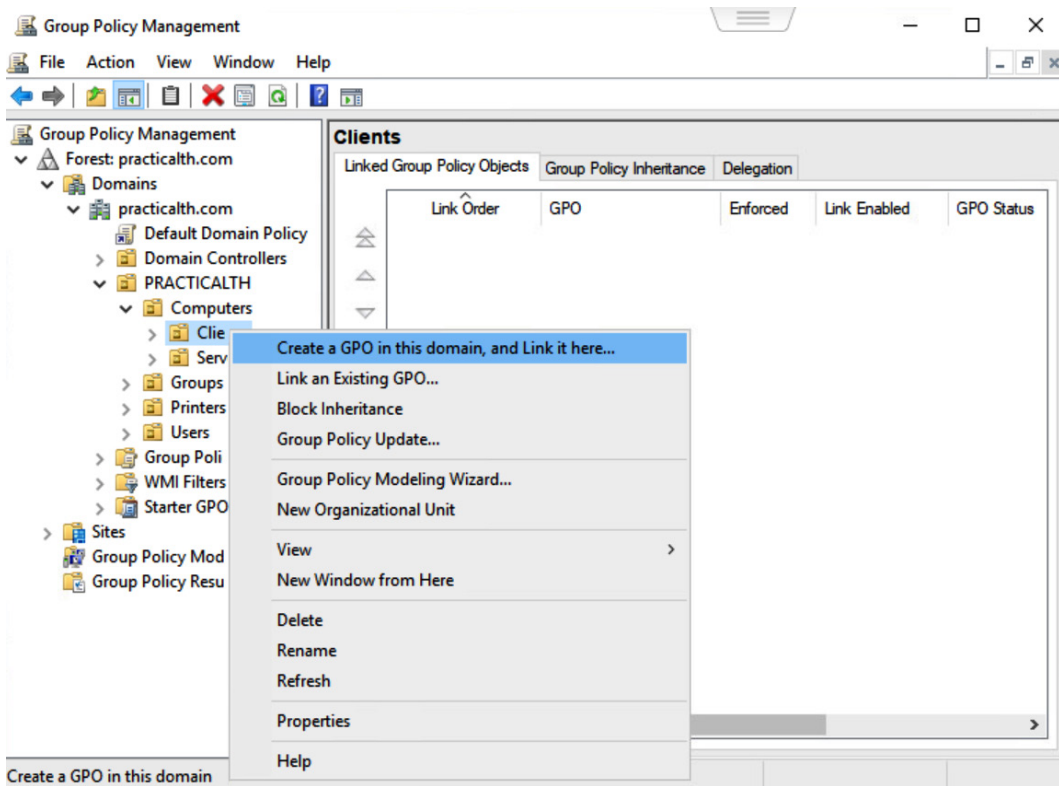 Group Policy Management
File Action View Window Help
Group Policy Management
Forest: practicalth.com
Domains
practicalth.com
Default Domain Policy
Domain Controllers
PRACTICALTH
Computers
Clie
Serv
Groups
Printers
Users
Group Poli
WMI Filters
Starter GPO
Sites
Group Policy Mod
Group Policy Resu
Clients
Linked Group Policy Objects Group Policy Inheritance Delegation
Link Order GPO Enforced Link Enabled GPO Status
Create a GPO in this domain, and Link it here...
Link an Existing GPO...
Block Inheritance
Group Policy Update...
Group Policy Modeling Wizard...
New Organizational Unit
View
New Window from Here
Delete
Rename
Refresh
Properties
Help
Create a GPO in this domain